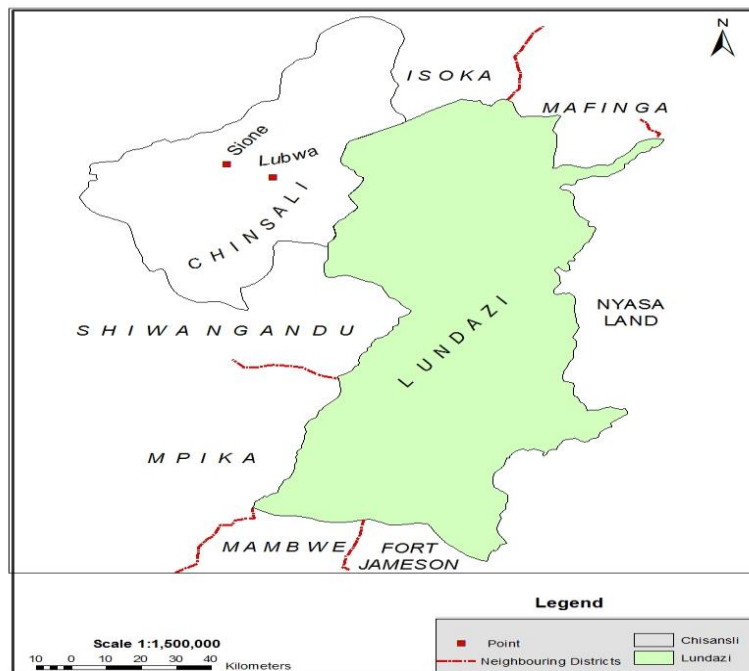 N
ISOKA
MAFINGA
Sione
Lubwa
CHINSALI
NYASA
LAND
LUNDAZI
SHIWANGANDU
MPIKA
MAMBWE
FORT
JAMESON
Legend
Scale 1:1,500,000
10 5 0 10 20 30 40
Kilometers
Point
Neighbouring Districts
Chisansli
Lundazi